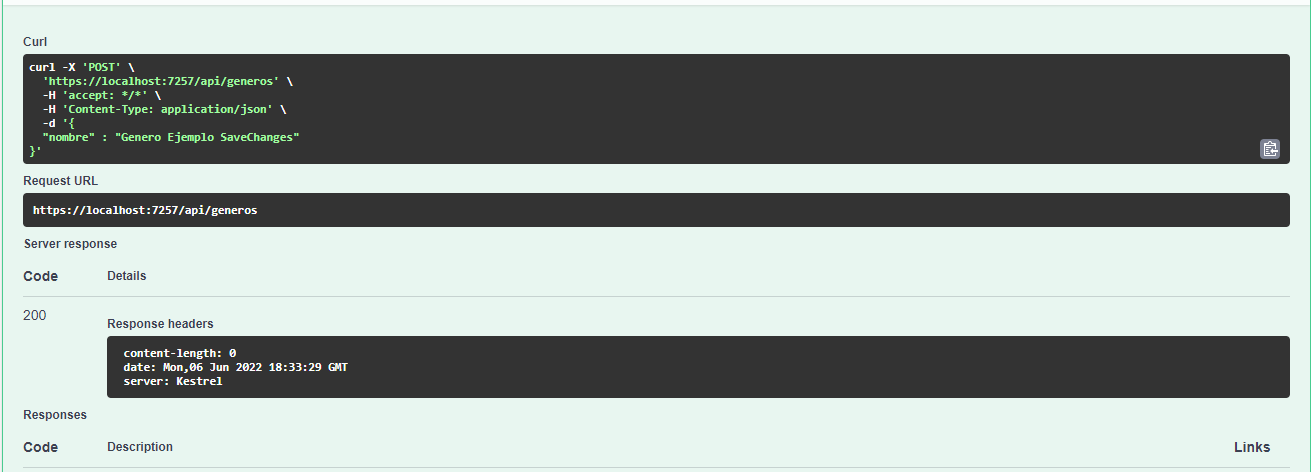 Curl
curl -X 'POST' \
'https://localhost:7257/api/generos' \
-H 'accept: */*' \
-H 'Content-Type: application/json' \
-d '{
"nombre" : "Genero Ejemplo SaveChanges"
}'
Request URL
https://localhost:7257/api/generos
Server response
Code Details
200
Response headers
content-length: 0
date: Mon,06 Jun 2022 18:33:29 GMT
server: Kestrel
Responses
Code Description Links